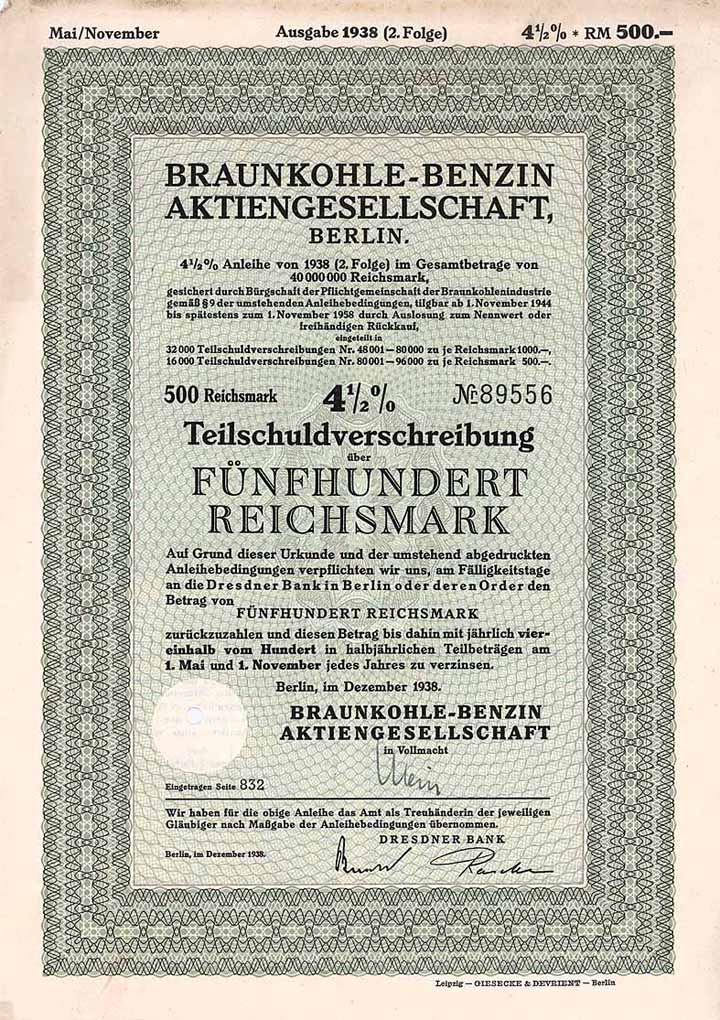 Mai/November Ausgabe 1938 (2. Folge) 4½% * RM 500.—
BRAUNKOHLE-BENZIN
AKTIENGESELLSCHAFT,
BERLIN.
4½% Anleihe von 1938 (2. Folge) im Gesamtbetrage von
40 000 000 Reichsmark,
gesichert durch Bürgschaft der Pflichtgemeinschaft der Braunkohlenindustrie
gemäß § 9 der umstehenden Anleihebedingungen, tilgbar ab 1. November 1944
bis spätestens zum 1. November 1958 durch Auslosung zum Nennwert oder
freihändigen Rückkauf,
eingeteilt in
32 000 Teilschuldverschreibungen Nr. 48 001 — 80 000 zu je Reichsmark 1000.—,
16 000 Teilschuldverschreibungen Nr. 80 001 — 96 000 zu je Reichsmark 500.—.
500 Reichsmark 4½% № 89556
Teilschuldverschreibung
über
FÜNFHUNDERT
REICHSMARK
Auf Grund dieser Urkunde und der umstehend abgedruckten
Anleihebedingungen verpflichten wir uns, am Fälligkeitstage
an die Dresdner Bank in Berlin oder deren Order den
Betrag von
FÜNFHUNDERT REICHSMARK
zurückzuzahlen und diesen Betrag bis dahin mit jährlich vier-
einhalb vom Hundert in halbjährlichen Teilbeträgen am
1. Mai und 1. November jedes Jahres zu verzinsen.
Berlin, im Dezember 1938.
BRAUNKOHLE-BENZIN
AKTIENGESELLSCHAFT
in Vollmacht
Eingetragen Seite 832
Wir haben für die obige Anleihe das Amt als Treuhänderin der jeweiligen
Gläubiger nach Maßgabe der Anleihebedingungen übernommen.
DRESDNER BANK
Berlin, im Dezember 1938.
Leipzig — GIESECKE & DEVRIENT — Berlin